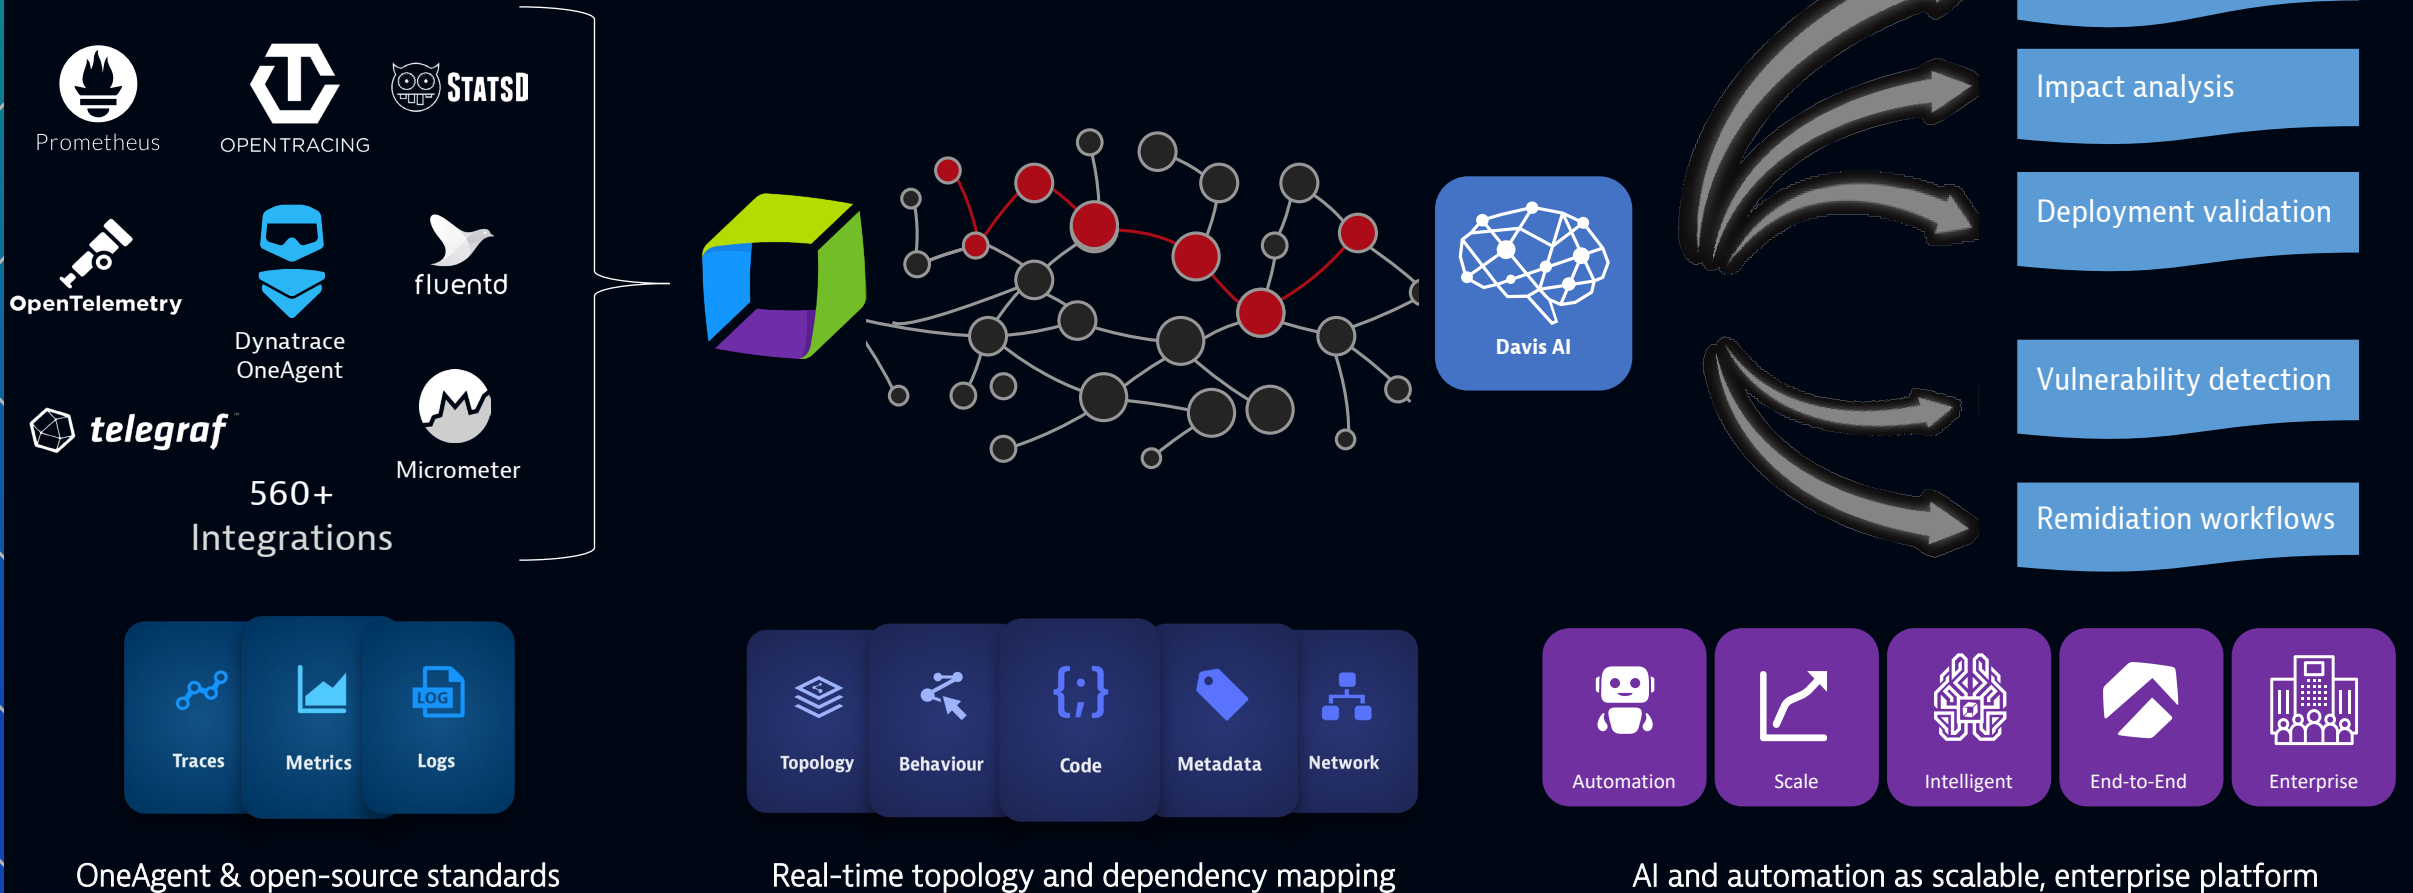 Prometheus
OPENTRACING
STATSD
OpenTelemetry
Dynatrace
OneAgent
fluentd
telegraf™
Micrometer
560+
Integrations
Davis AI
Impact analysis
Deployment validation
Vulnerability detection
Remidiation workflows
Traces
Metrics
LOG
Logs
Topology
Behaviour
{;}
Code
Metadata
Network
Automation
Scale
Intelligent
End-to-End
Enterprise
OneAgent & open-source standards
Real-time topology and dependency mapping
AI and automation as scalable, enterprise platform